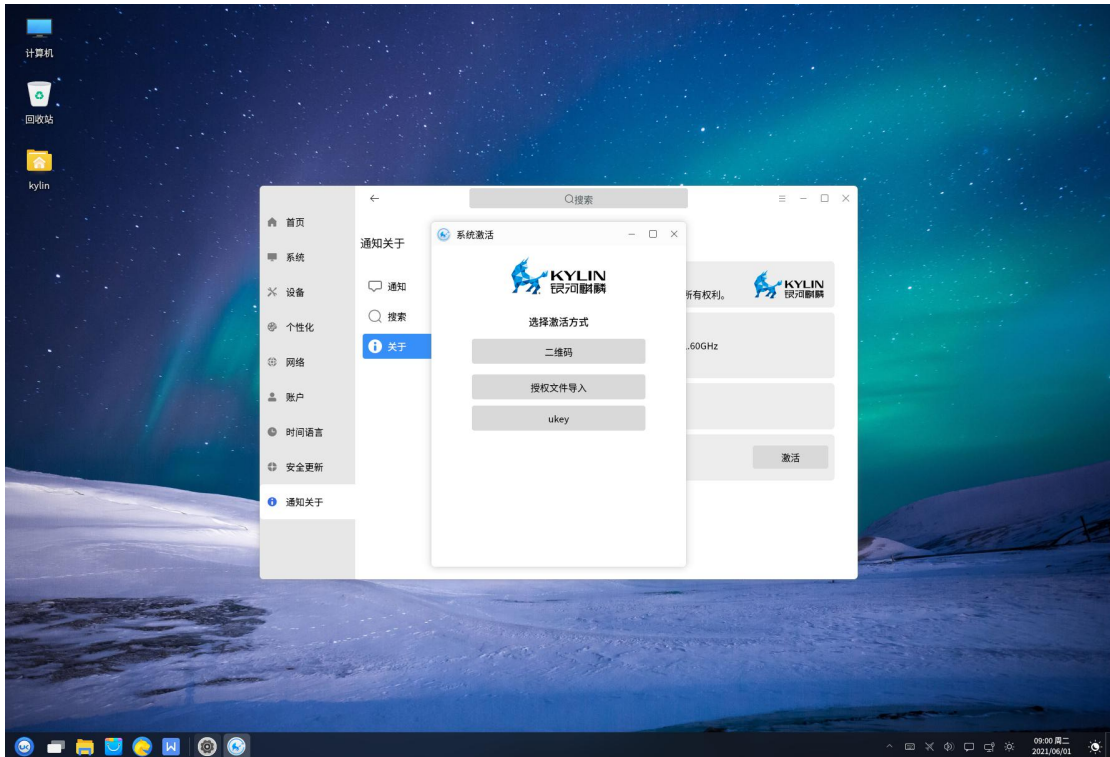 计算机
回收站
kylin
搜索
首页
系统
设备
个性化
网络
账户
时间语言
安全更新
通知关于
通知关于
通知
搜索
关于
系统激活
KYLIN
银河麒麟
选择激活方式
二维码
授权文件导入
ukey
所有权利。
KYLIN
银河麒麟
.60GHz
激活
09:00 周二
2021/06/01